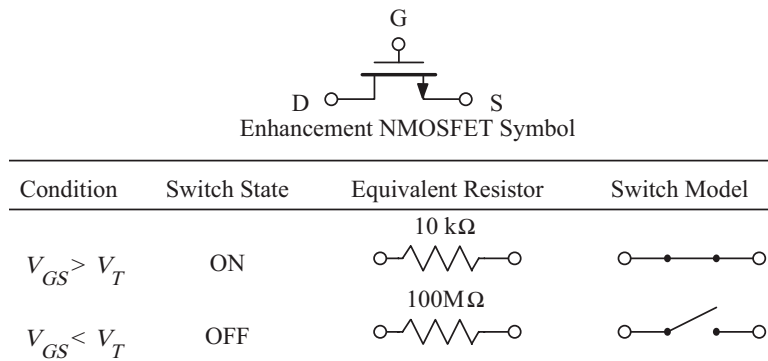 G
D S
Enhancement NMOSFET Symbol
Condition Switch State Equivalent Resistor Switch Model
10 kΩ
V_GS > V_T ON
100MΩ
V_GS < V_T OFF